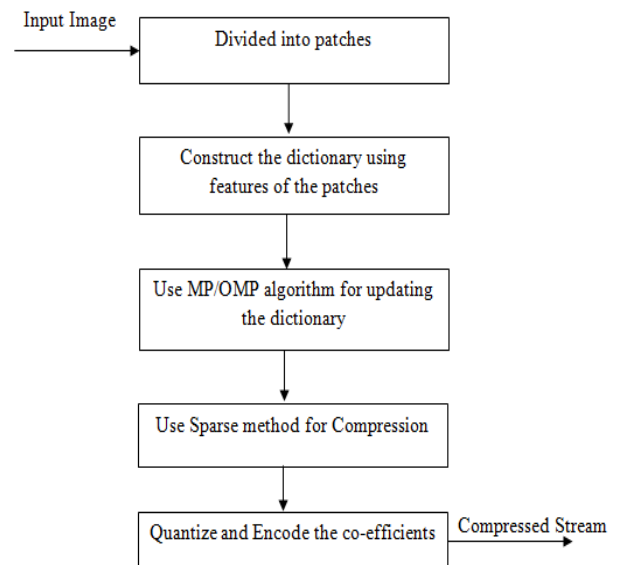 Input Image
Divided into patches
Construct the dictionary using
features of the patches
Use MP/OMP algorithm for updating
the dictionary
Use Sparse method for Compression
Quantize and Encode the co-efficients
Compressed Stream